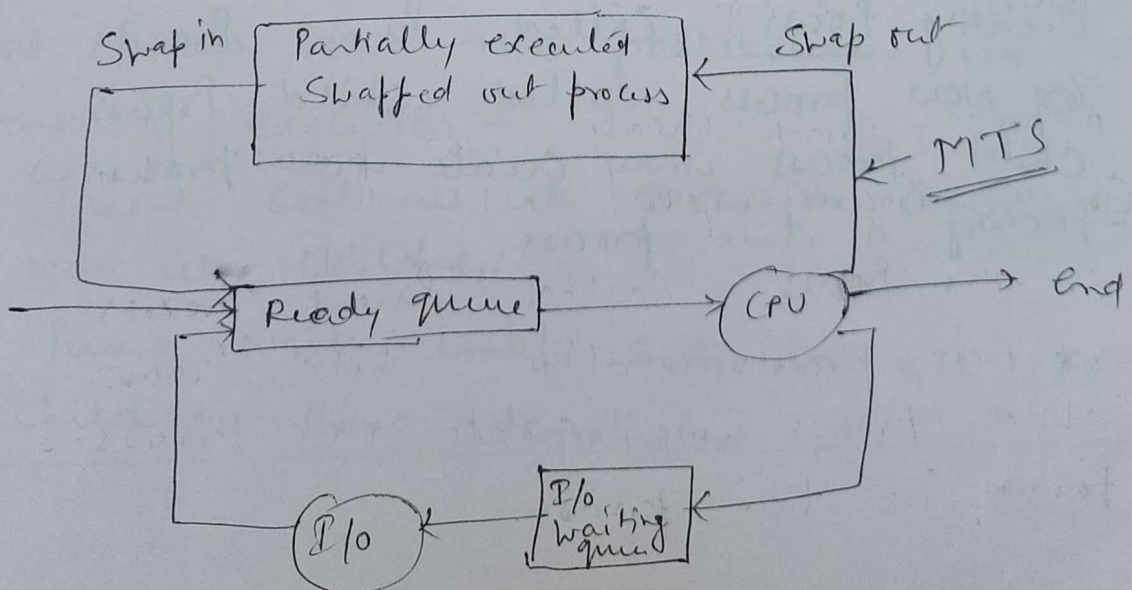 Swap in
Partially executed
Swapped out process
Swap out
MTS
Ready queue
CPU
End
I/O
I/O
waiting
queue